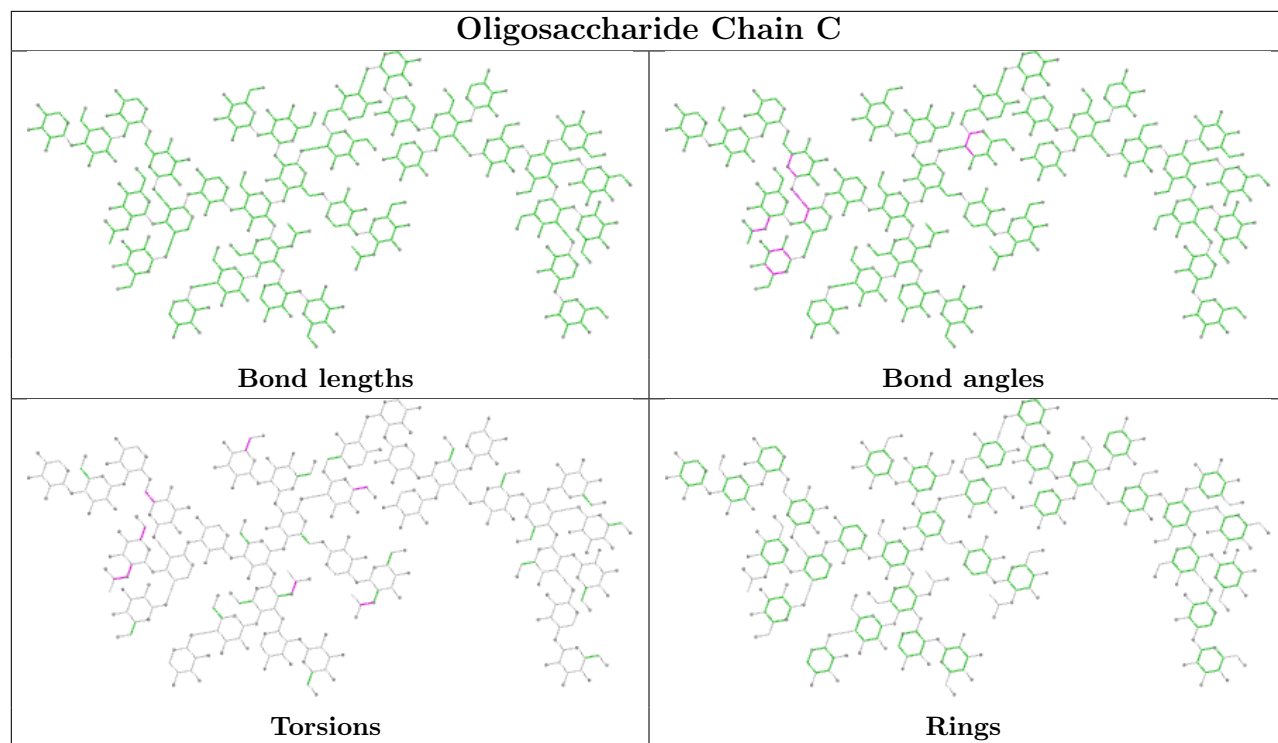 Oligosaccharide Chain C
Bond lengths
Bond angles
Torsions
Rings